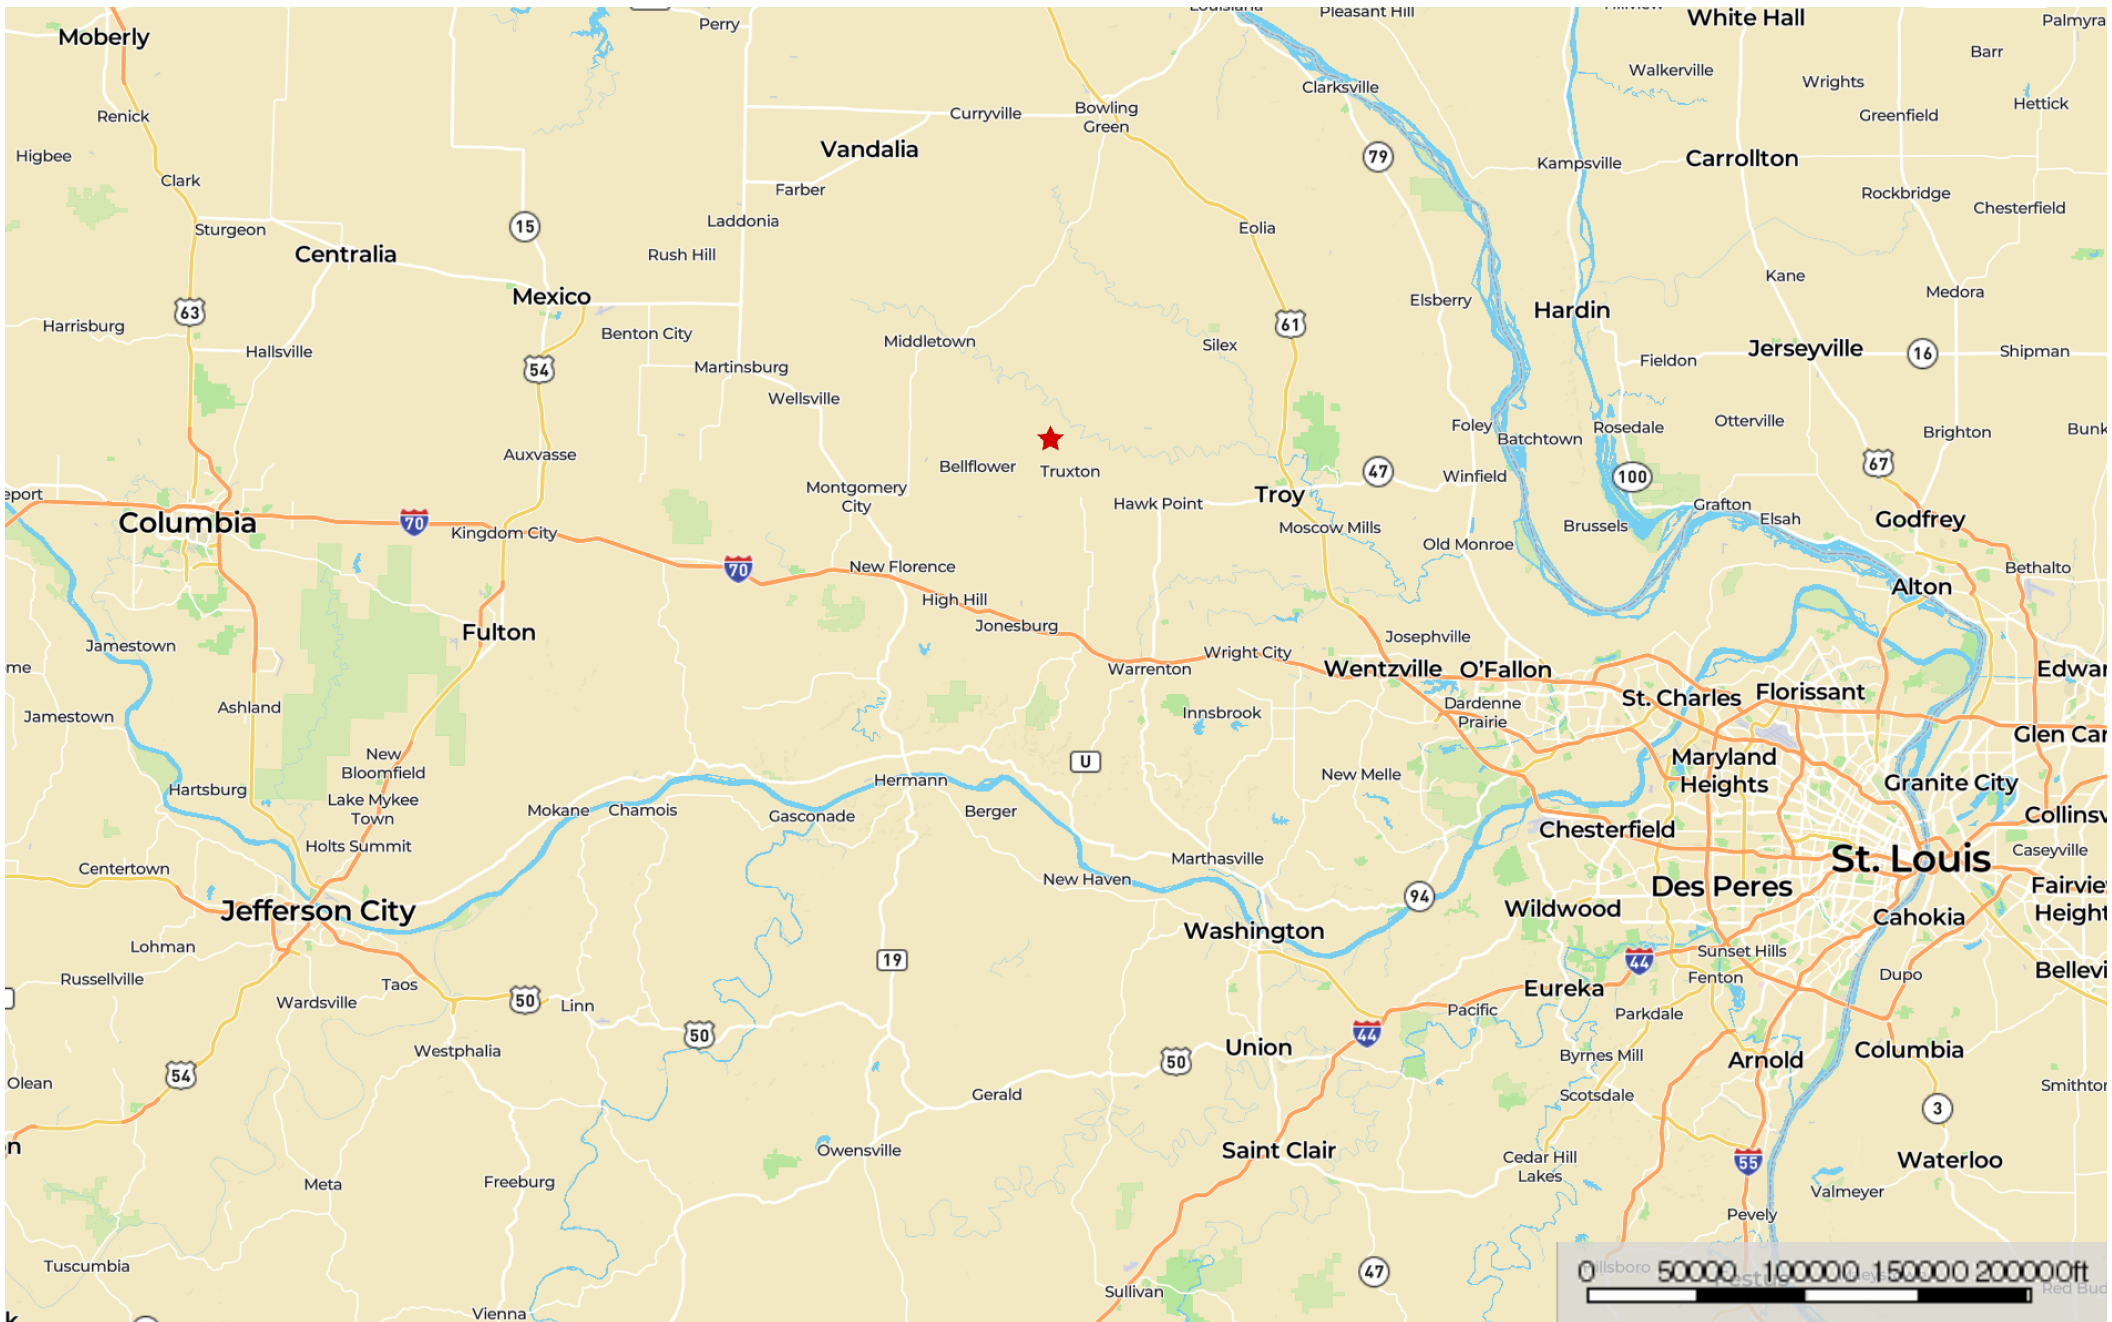 Louisiana
Pleasant Hill
White Hall
Palmyra
Perry
Moberly
Barr
Walkerville
Wrights
Clarksville
Hettick
Renick
Curryville
Bowling
Green
Greenfield
Vandalia
79
Higbee
Kampsville
Carrollton
Clark
Farber
Rockbridge
Chesterfield
Laddonia
15
Sturgeon
Eolia
Centralia
Rush Hill
Kane
Medora
Mexico
Elsberry
Hardin
63
61
Harrisburg
Benton City
Middletown
Silex
Jerseyville
16
Shipman
Hallsville
Fieldon
54
Martinsburg
Wellsville
Otterville
Foley
Rosedale
Bunk
Batchtown
Brighton
Auxvasse
Bellflower
Truxton
47
Winfield
100
67
eport
Montgomery
City
Hawk Point
Troy
Grafton
Columbia
70
Kingdom City
Moscow Mills
Brussels
Elsah
Godfrey
Old Monroe
70
New Florence
Bethalto
Alton
High Hill
Jonesburg
Fulton
Josephville
Jamestown
ome
Warrenton
Wright City
Wentzville
O'Fallon
Edwar
St. Charles
Florissant
Ashland
Dardenne
Prairie
Jamestown
Innsbrook
Glen Car
New
Bloomfield
U
Maryland
Heights
New Melle
Hartsburg
Hermann
Granite City
Lake Mykee
Town
Mokane
Chamois
Gasconade
Berger
Collinsv
Chesterfield
Holts Summit
Marthasville
St. Louis
Caseyville
Centertown
New Haven
94
Des Peres
Fairview
Height
Jefferson City
Wildwood
Cahokia
Washington
Lohman
19
44
Sunset Hills
Belleví
Russellville
Taos
Fenton
Dupo
Wardsville
50
Linn
Eureka
Pacific
Parkdale
50
44
Westphalia
50
Union
Byrnes Mill
Arnold
Columbia
54
Olean
Gerald
Scotsdale
Smithton
3
n
Owensville
Saint Clair
Cedar Hill
Lakes
55
Waterloo
Meta
Freeburg
Valmeyer
Pevely
Tuscumbia
47
Hillsboro
Festus
Red Bud
Sullivan
0 50000 100000 150000 200000ft
Vienna
k